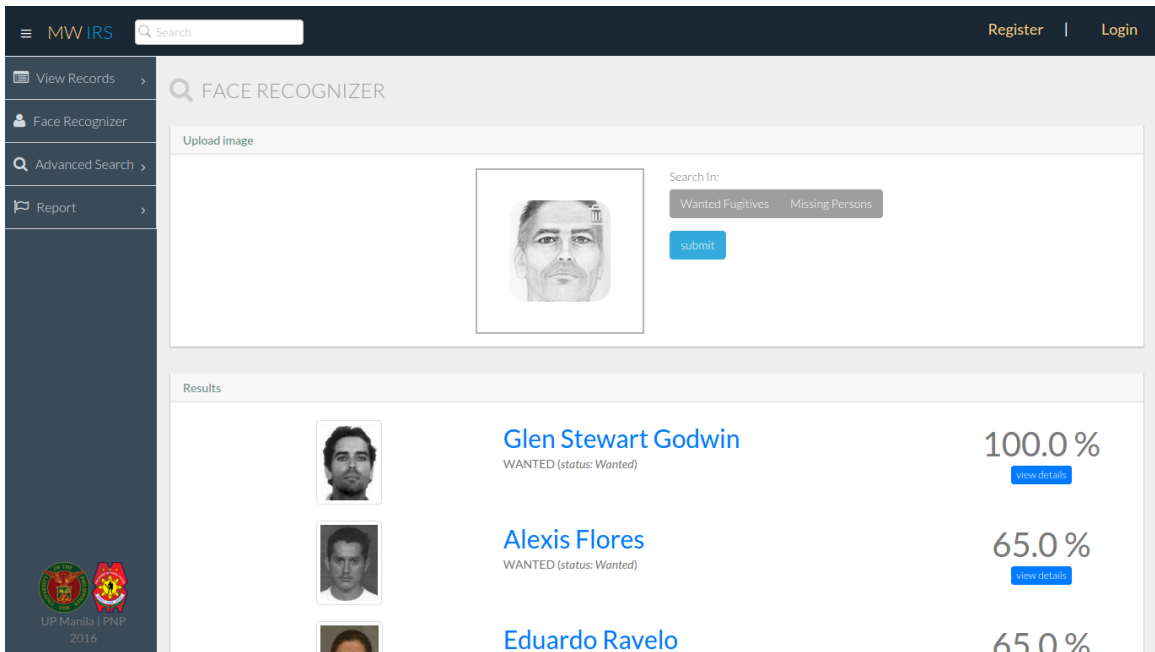 MW IRS
Search
Register | Login
View Records
Face Recognizer
Advanced Search
Report
FACE RECOGNIZER
Upload image
Search In:
Wanted Fugitives Missing Persons
submit
Results
Glen Stewart Godwin
WANTED (status: Wanted)
100.0 %
view details
Alexis Flores
WANTED (status: Wanted)
65.0 %
view details
Eduardo Ravelo
65.0 %
UP Manila | PNP
2016